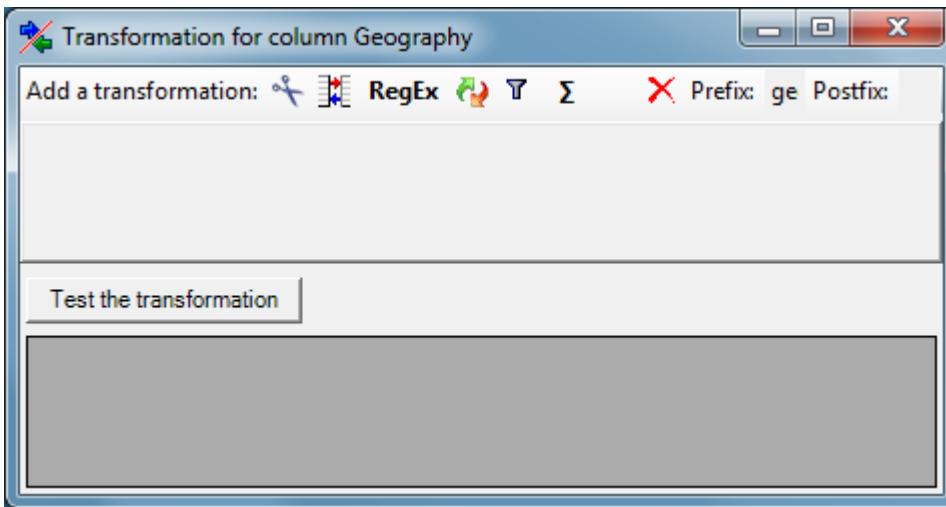 Transformation for column Geography
Add a transformation: RegEx Σ Prefix: ge Postfix:
Test the transformation